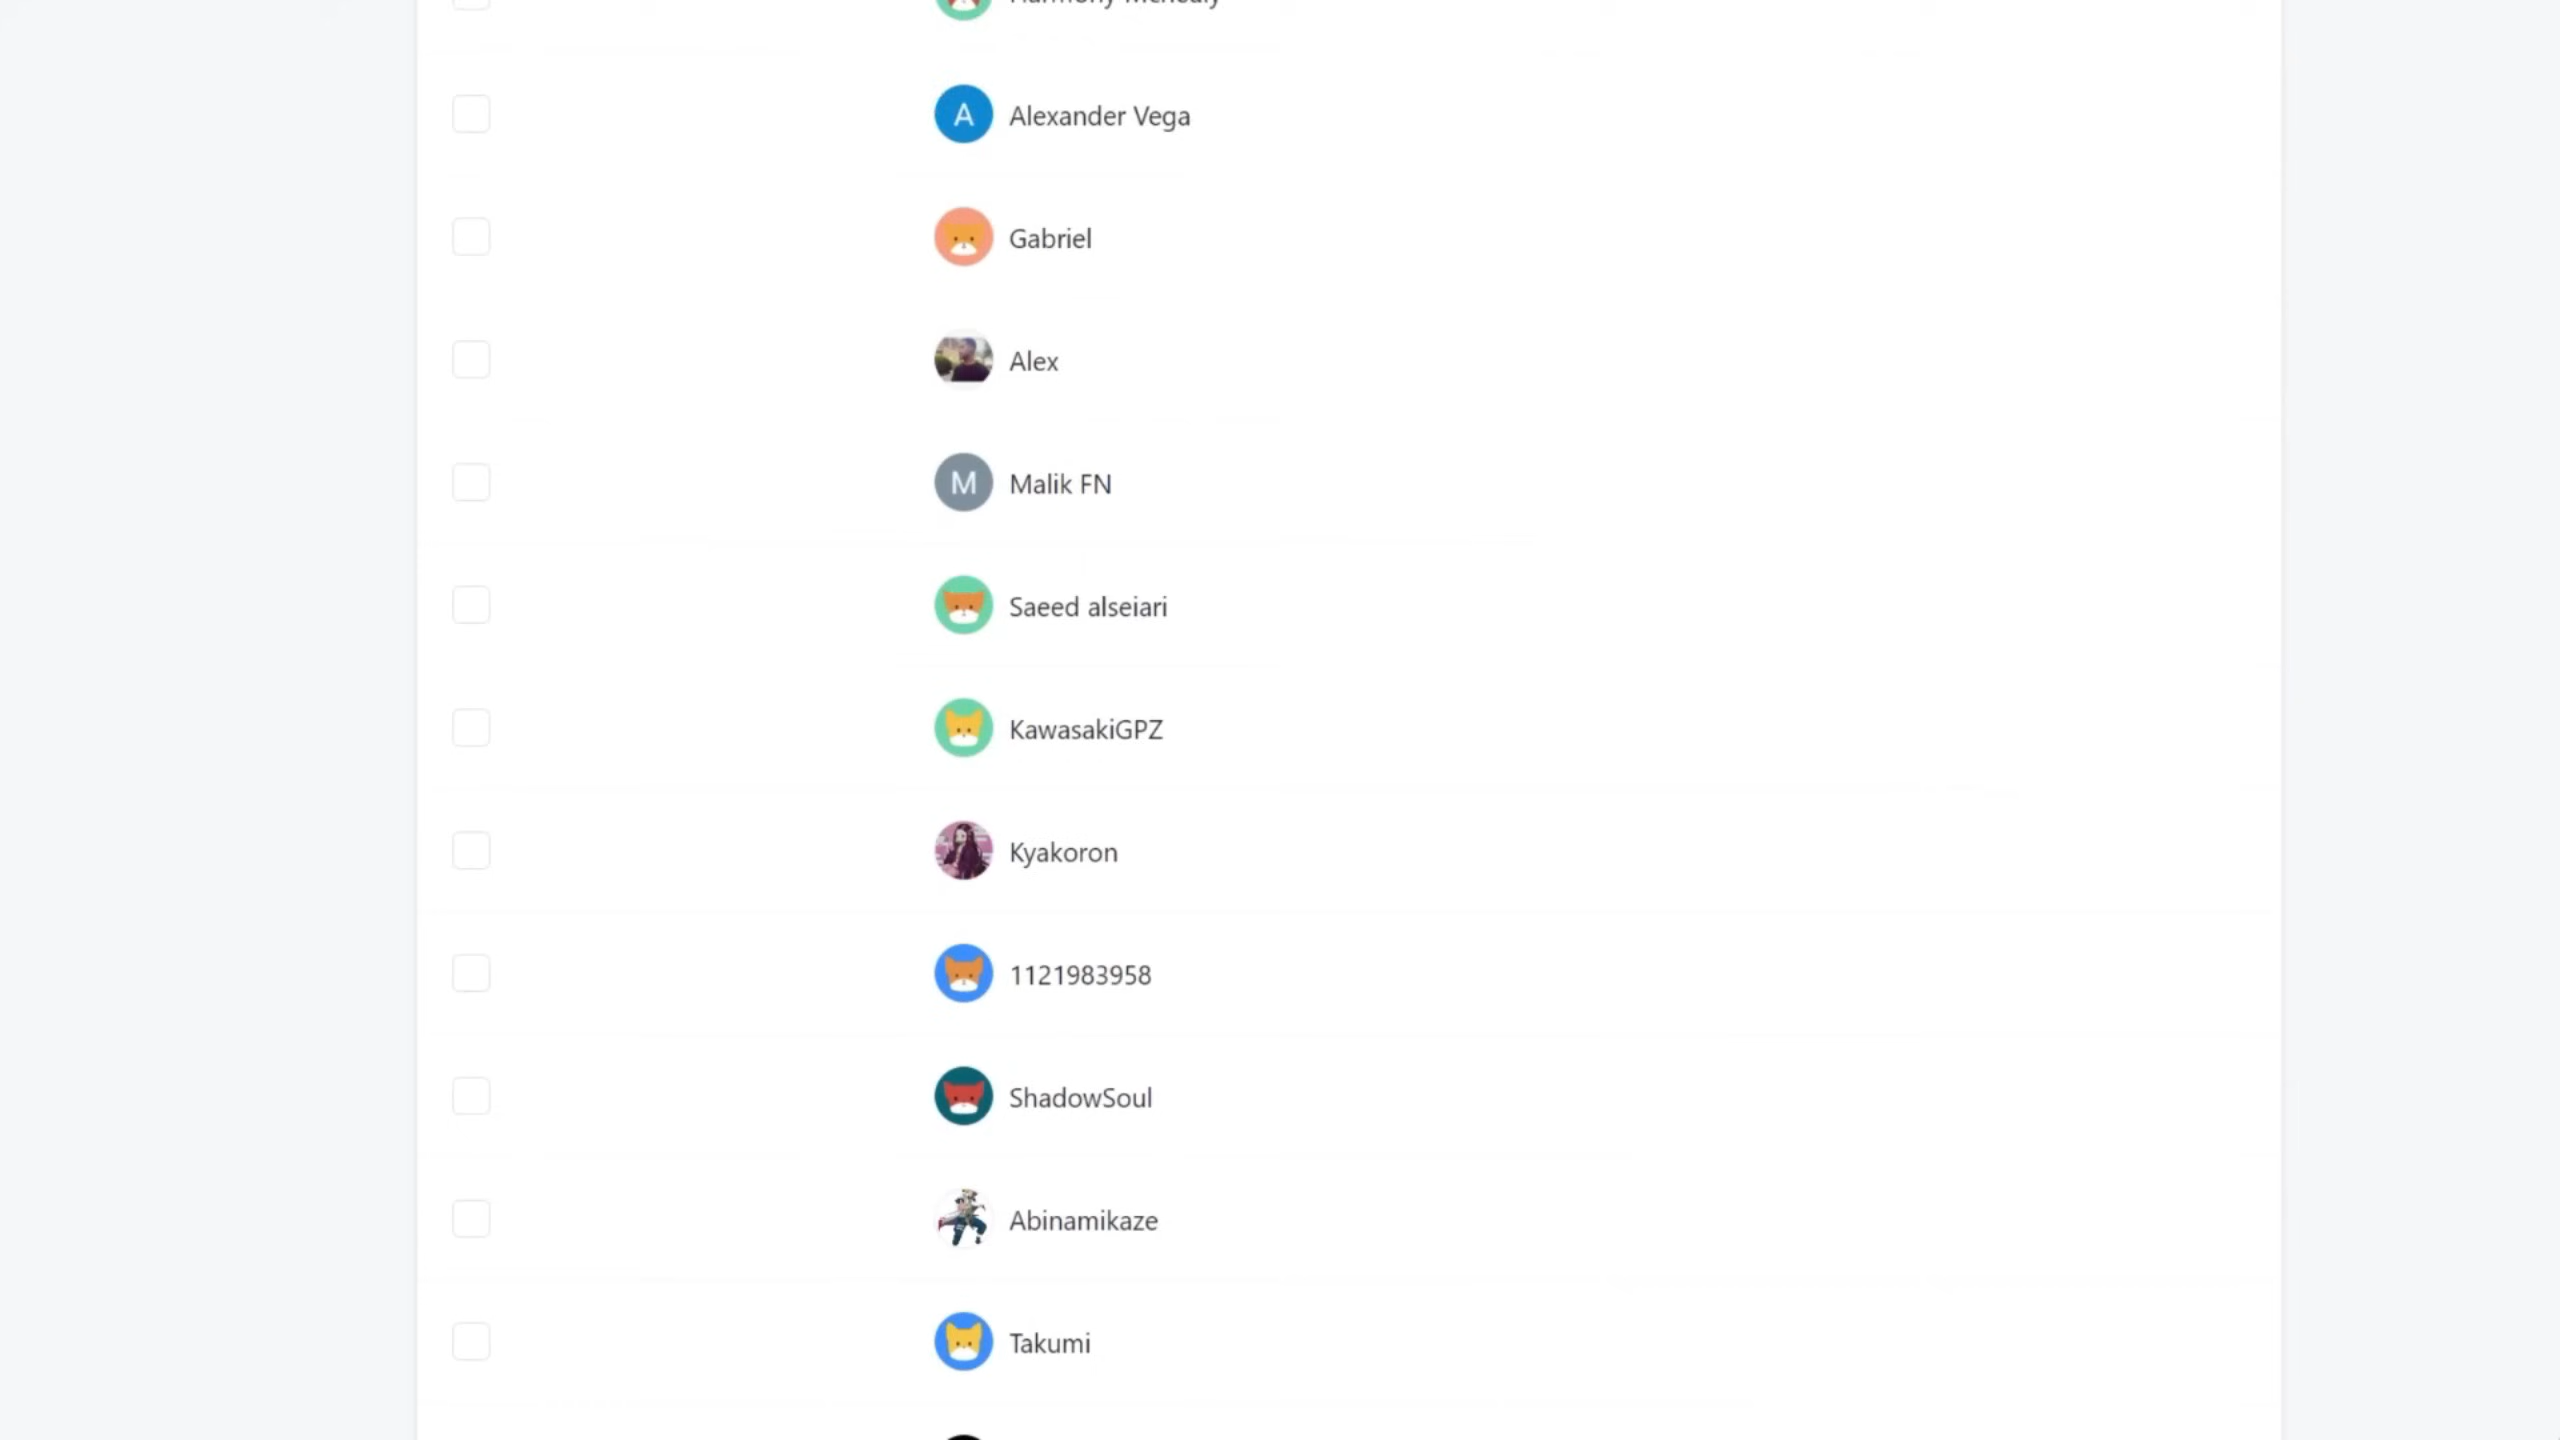 A Alexander Vega
Gabriel
Alex
M Malik FN
Saeed alseiari
KawasakiGPZ
Kyakoron
1121983958
ShadowSoul
Abinamikaze
Takumi